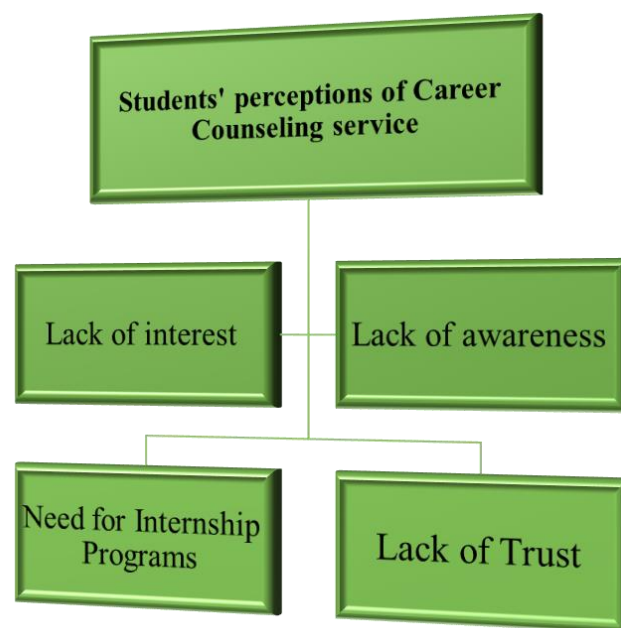 Students' perceptions of Career
Counseling service
Lack of interest
Lack of awareness
Need for Internship
Programs
Lack of Trust